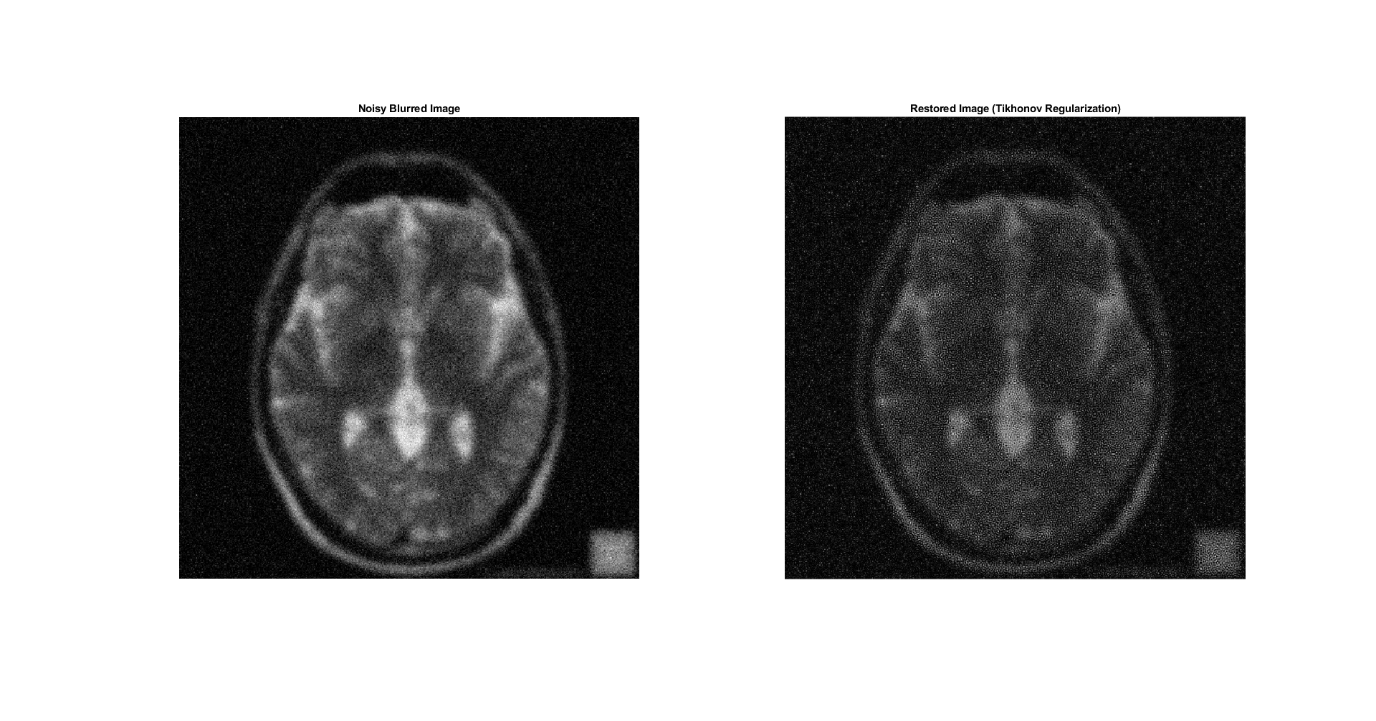 Noisy Blurred Image
Restored Image (Tikhonov Regularization)